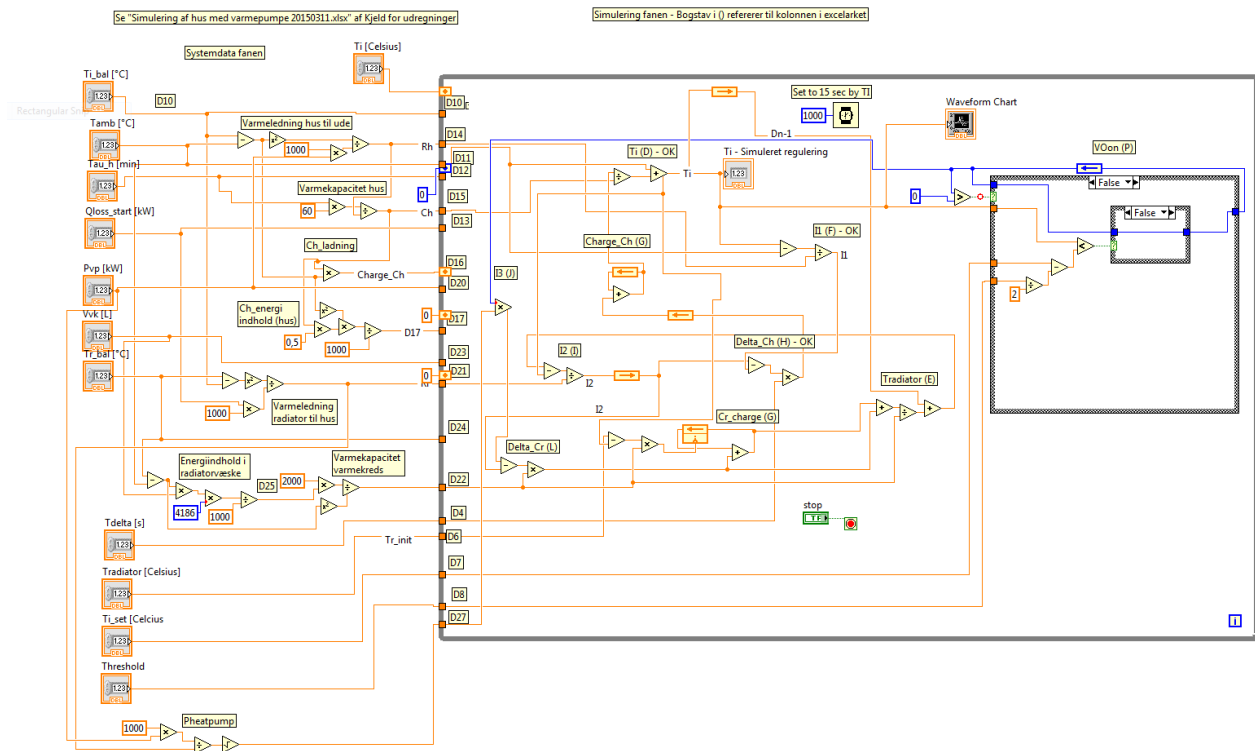 Se "Simulering af hus med varmepumpe 20150311.xlsx" af Kjeld for udregninger
Simulering fanen - Bogstav i () refererer til kolonnen i excelarket
Systemdata fanen
Ti [Celsius]
Ti_bal [°C]
D10
Tamb [°C]
Varmeledning hus til ude
1000
Rh
Tau_h [min]
Varmekapacitet hus
60
Ch
Qloss_start [kW]
Ch_ladning
Charge_Ch
Pvp [kW]
Ch_energi
indhold (hus)
0,5
1000
D17
Vvk [L]
Tr_bal [°C]
1000
Varmeledning
radiator til hus
Energiindhold i
radiatorvæske
4186
1000
D25
2000
Varmekapacitet
varmekreds
Tdelta [s]
Tr_init
Tradiator [Celsius]
Ti_set [Celcius
Threshold
1000
Pheatpump
D10
D14
D11
D12
0
D15
D13
D16
D20
0
D17
D23
0
D21
D24
D22
D4
D6
D7
D8
D27
Set to 15 sec by TI
1000
Dn-1
Waveform Chart
Ti (D) - OK
Ti
Ti - Simuleret regulering
VOon (P)
False
0
False
2
Charge_Ch (G)
I1 (F) - OK
I1
I3 (J)
Delta_Ch (H) - OK
I2 (I)
I2
I2
Tradiator (E)
Cr_charge (G)
Delta_Cr (L)
stop
i